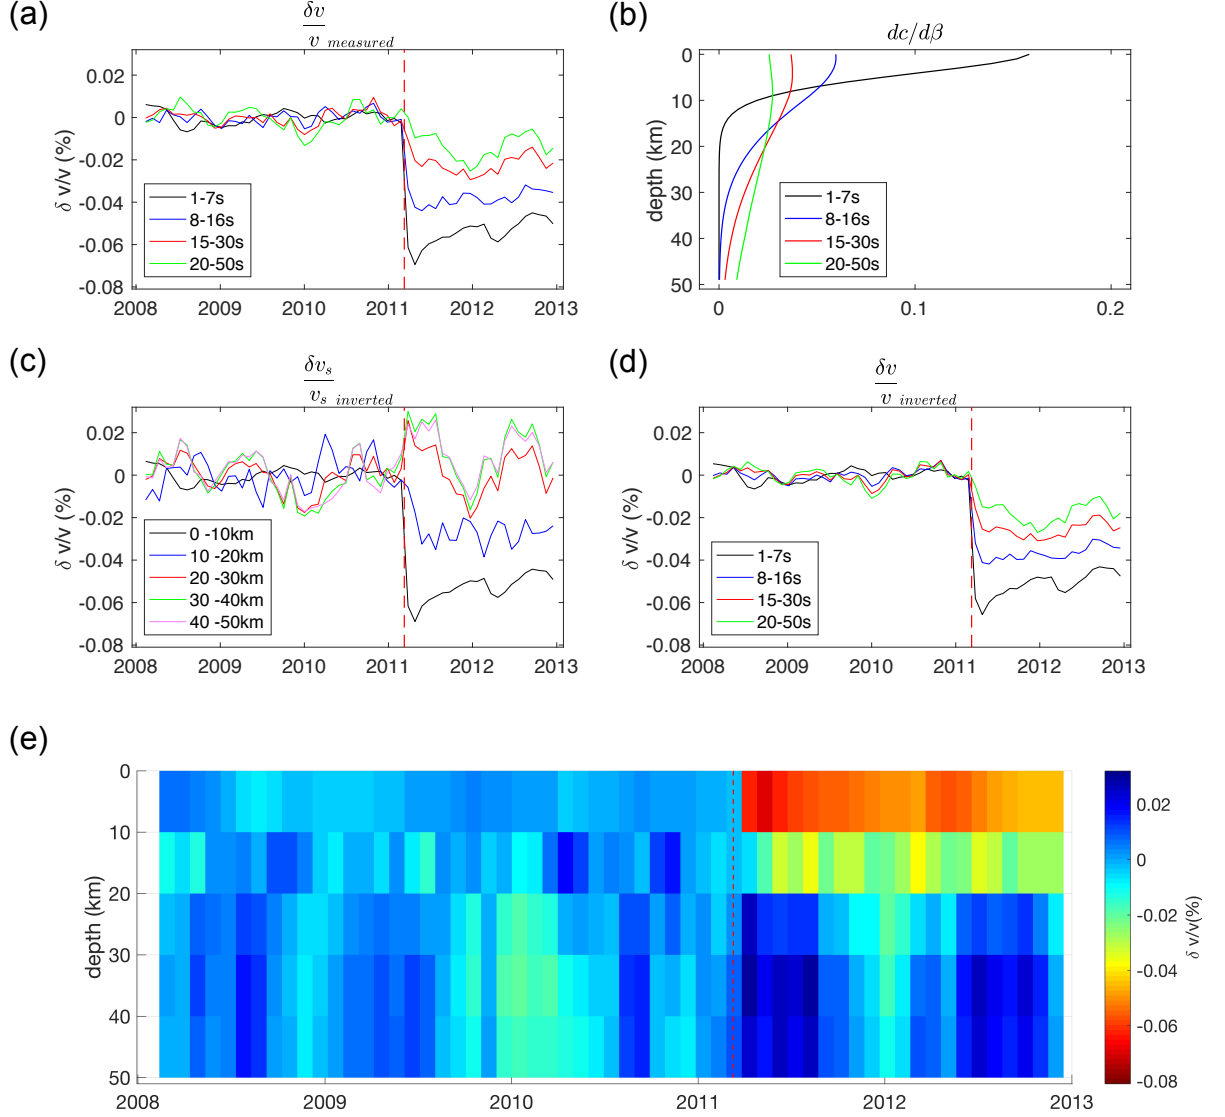 (a)
δv
v measured
δ v/v (%)
0.02
0
-0.02
-0.04
-0.06
-0.08
1-7s
8-16s
15-30s
20-50s
2008 2009 2010 2011 2012 2013
(b)
dc/dβ
depth (km)
0
10
20
30
40
50
1-7s
8-16s
15-30s
20-50s
0 0.1 0.2
(c)
δvs
vs inverted
δ v/v (%)
0.02
0
-0.02
-0.04
-0.06
-0.08
0 -10km
10 -20km
20 -30km
30 -40km
40 -50km
2008 2009 2010 2011 2012 2013
(d)
δv
v inverted
δ v/v (%)
0.02
0
-0.02
-0.04
-0.06
-0.08
1-7s
8-16s
15-30s
20-50s
2008 2009 2010 2011 2012 2013
(e)
depth (km)
0
10
20
30
40
50
2008 2009 2010 2011 2012 2013
0.02
0
-0.02
-0.04
-0.06
-0.08
δ v/v(%)